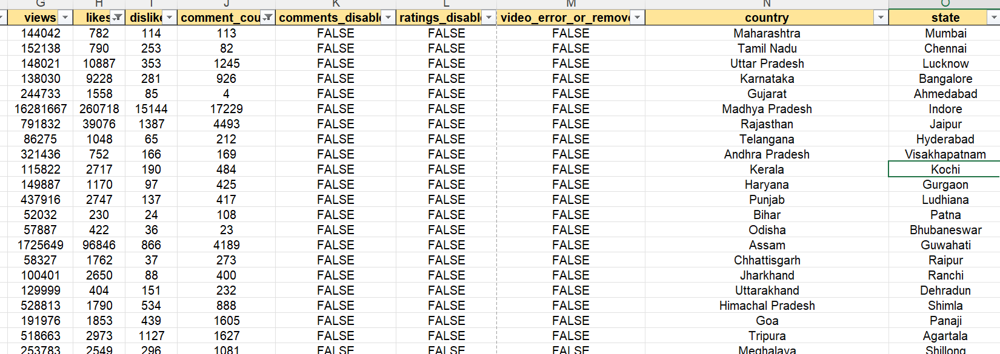 G H I J K L M N O
views likes dislike comment_cou comments_disabl ratings_disabl video_error_or_remov country state
144042 782 114 113 FALSE FALSE FALSE Maharashtra Mumbai
152138 790 253 82 FALSE FALSE FALSE Tamil Nadu Chennai
148021 10887 353 1245 FALSE FALSE FALSE Uttar Pradesh Lucknow
138030 9228 281 926 FALSE FALSE FALSE Karnataka Bangalore
244733 1558 85 4 FALSE FALSE FALSE Gujarat Ahmedabad
16281667 260718 15144 17229 FALSE FALSE FALSE Madhya Pradesh Indore
791832 39076 1387 4493 FALSE FALSE FALSE Rajasthan Jaipur
86275 1048 65 212 FALSE FALSE FALSE Telangana Hyderabad
321436 752 166 169 FALSE FALSE FALSE Andhra Pradesh Visakhapatnam
115822 2717 190 484 FALSE FALSE FALSE Kerala Kochi
149887 1170 97 425 FALSE FALSE FALSE Haryana Gurgaon
437916 2747 137 417 FALSE FALSE FALSE Punjab Ludhiana
52032 230 24 108 FALSE FALSE FALSE Bihar Patna
57887 422 36 23 FALSE FALSE FALSE Odisha Bhubaneswar
1725649 96846 866 4189 FALSE FALSE FALSE Assam Guwahati
58327 1762 37 273 FALSE FALSE FALSE Chhattisgarh Raipur
100401 2650 88 400 FALSE FALSE FALSE Jharkhand Ranchi
129999 404 151 232 FALSE FALSE FALSE Uttarakhand Dehradun
528813 1790 534 888 FALSE FALSE FALSE Himachal Pradesh Shimla
191976 1853 439 1605 FALSE FALSE FALSE Goa Panaji
518663 2973 1127 1627 FALSE FALSE FALSE Tripura Agartala
253783 2549 296 1081 FALSE FALSE FALSE Meghalaya Shillong